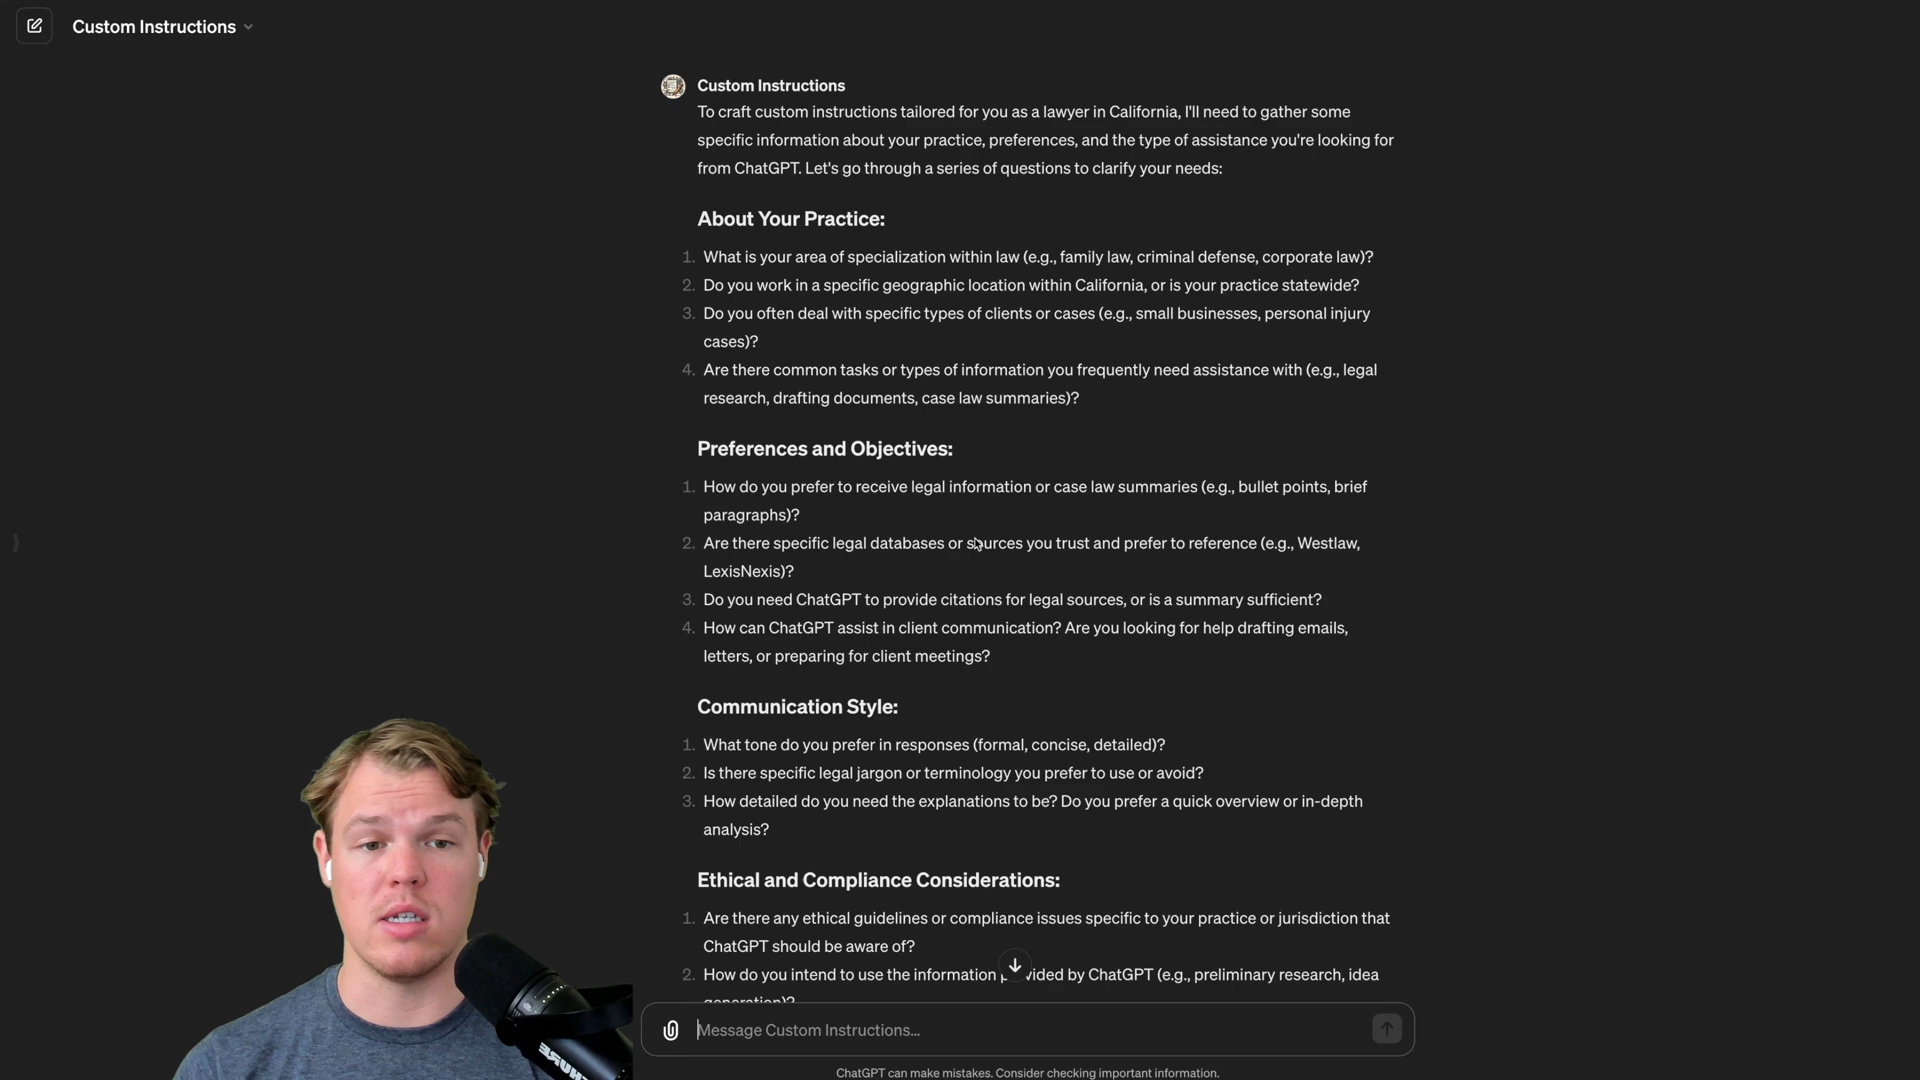 Custom Instructions
Custom Instructions
To craft custom instructions tailored for you as a lawyer in California, I'll need to gather some
specific information about your practice, preferences, and the type of assistance you're looking for
from ChatGPT. Let's go through a series of questions to clarify your needs:
About Your Practice:
1. What is your area of specialization within law (e.g., family law, criminal defense, corporate law)?
2. Do you work in a specific geographic location within California, or is your practice statewide?
3. Do you often deal with specific types of clients or cases (e.g., small businesses, personal injury
cases)?
4. Are there common tasks or types of information you frequently need assistance with (e.g., legal
research, drafting documents, case law summaries)?
Preferences and Objectives:
1. How do you prefer to receive legal information or case law summaries (e.g., bullet points, brief
paragraphs)?
2. Are there specific legal databases or sources you trust and prefer to reference (e.g., Westlaw,
LexisNexis)?
3. Do you need ChatGPT to provide citations for legal sources, or is a summary sufficient?
4. How can ChatGPT assist in client communication? Are you looking for help drafting emails,
letters, or preparing for client meetings?
Communication Style:
1. What tone do you prefer in responses (formal, concise, detailed)?
2. Is there specific legal jargon or terminology you prefer to use or avoid?
3. How detailed do you need the explanations to be? Do you prefer a quick overview or in-depth
analysis?
Ethical and Compliance Considerations:
1. Are there any ethical guidelines or compliance issues specific to your practice or jurisdiction that
ChatGPT should be aware of?
2. How do you intend to use the information provided by ChatGPT (e.g., preliminary research, idea
generation)?
Message Custom Instructions...
ChatGPT can make mistakes. Consider checking important information.
SHURE